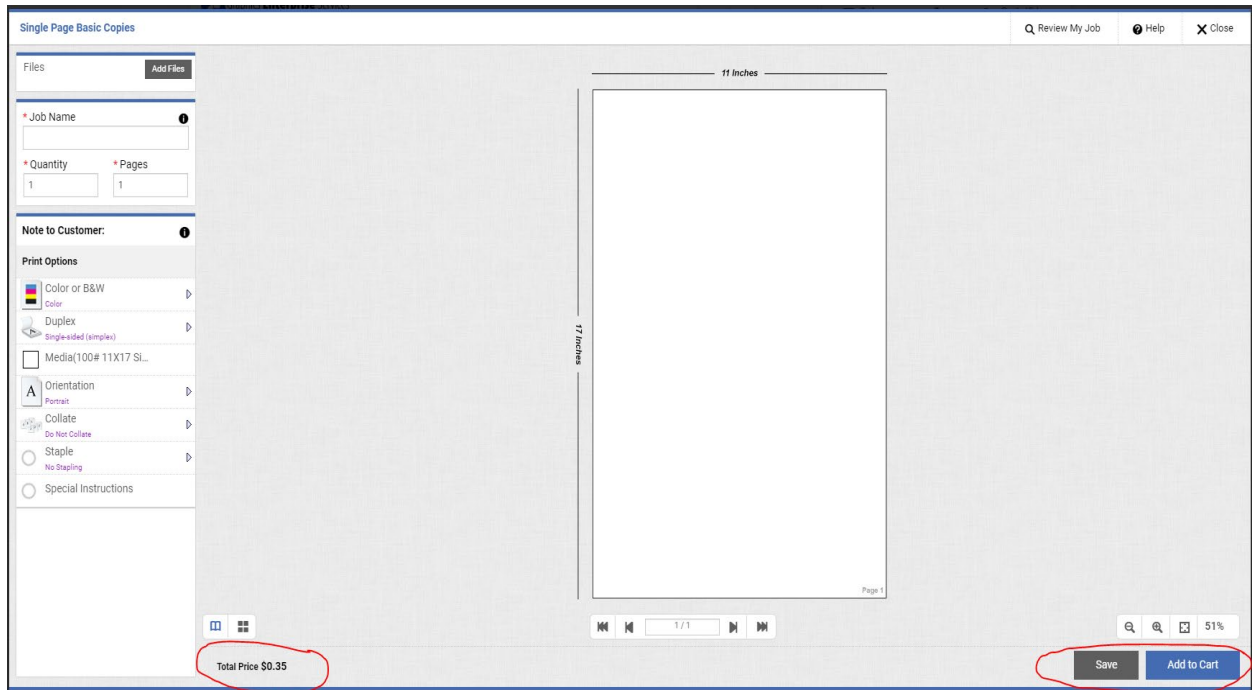 Single Page Basic Copies
Review My Job
Help
Close
Files
Add Files
* Job Name
* Quantity
* Pages
1
1
Note to Customer:
Print Options
Color or B&W
Color
Duplex
Single-sided (simplex)
Media(100# 11X17 Si...
A
Orientation
Portrait
Collate
Do Not Collate
Staple
No Stapling
Special Instructions
11 Inches
17 Inches
Page 1
1 / 1
51%
Total Price $0.35
Save
Add to Cart